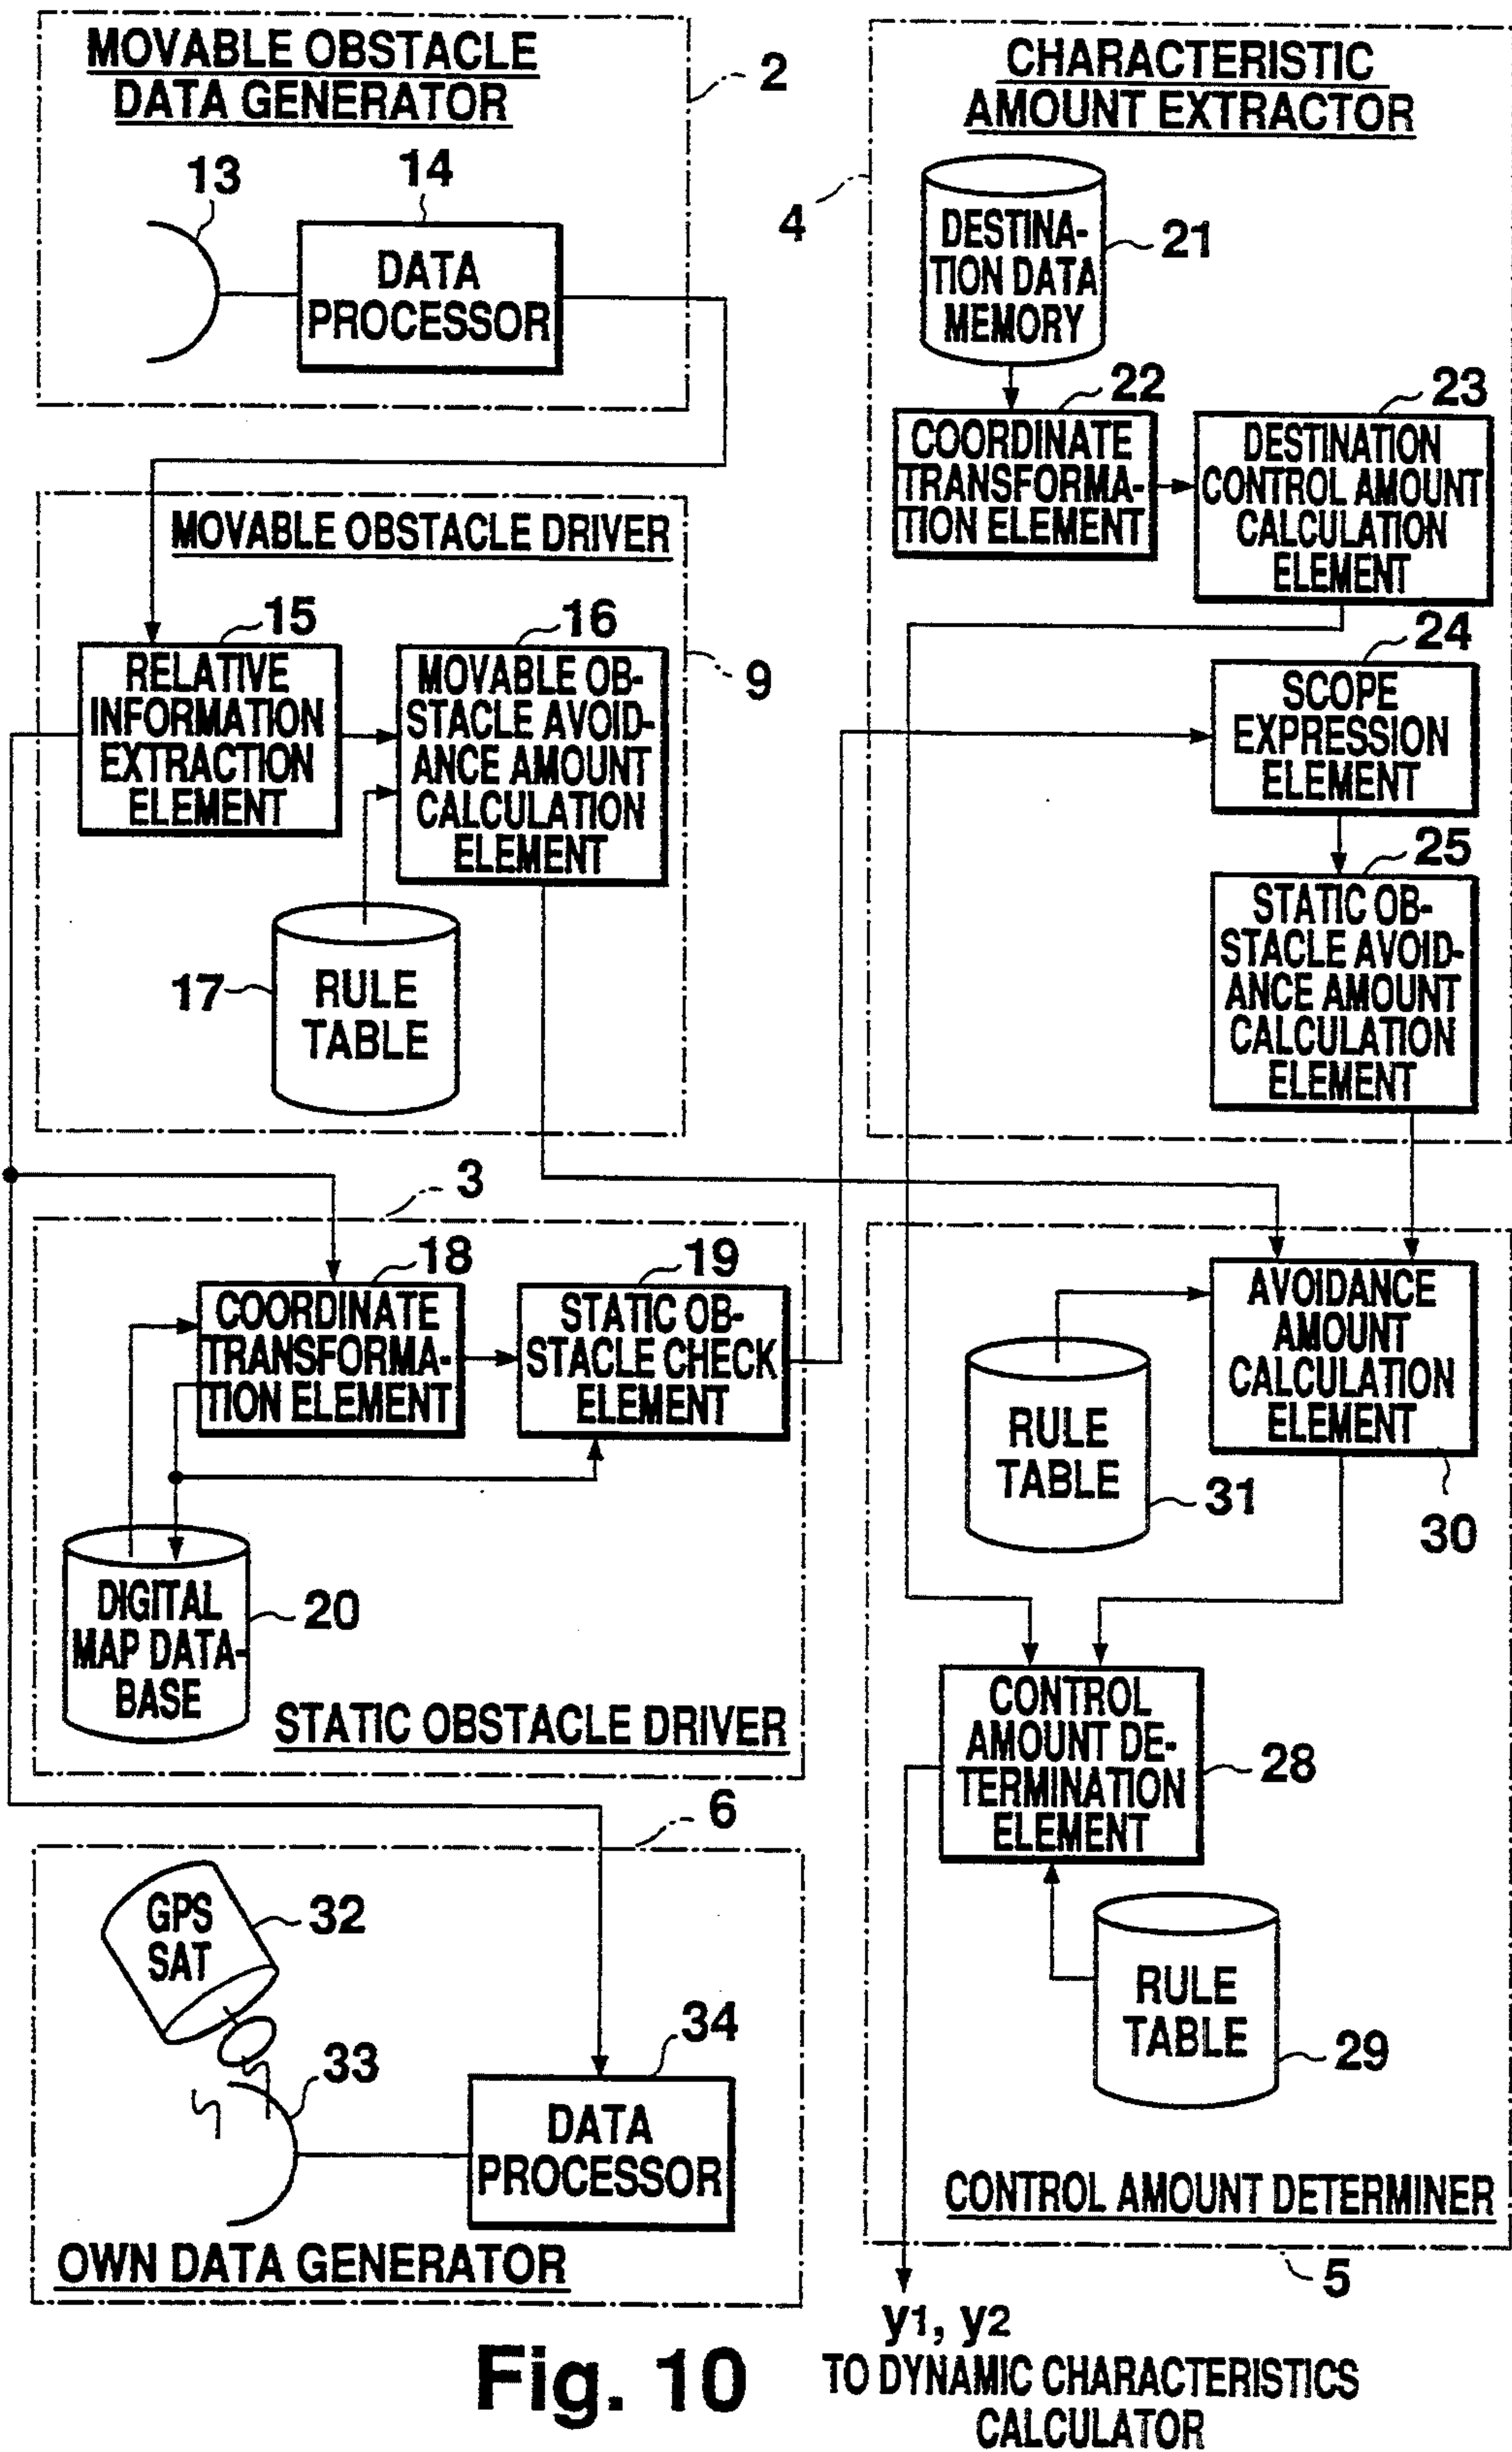 MOVABLE OBSTACLE
DATA GENERATOR
2
13
14
DATA
PROCESSOR
MOVABLE OBSTACLE DRIVER
9
15
RELATIVE
INFORMATION
EXTRACTION
ELEMENT
16
MOVABLE OB-
STACLE AVOID-
ANCE AMOUNT
CALCULATION
ELEMENT
17
RULE
TABLE
3
18
COORDINATE
TRANSFORMA-
TION ELEMENT
19
STATIC OB-
STACLE CHECK
ELEMENT
DIGITAL
MAP DATA-
BASE
20
STATIC OBSTACLE DRIVER
6
GPS
SAT
32
33
34
DATA
PROCESSOR
OWN DATA GENERATOR
CHARACTERISTIC
AMOUNT EXTRACTOR
4
DESTINA-
TION DATA
MEMORY
21
22
COORDINATE
TRANSFORMA-
TION ELEMENT
23
DESTINATION
CONTROL AMOUNT
CALCULATION
ELEMENT
24
SCOPE
EXPRESSION
ELEMENT
25
STATIC OB-
STACLE AVOID-
ANCE AMOUNT
CALCULATION
ELEMENT
AVOIDANCE
AMOUNT
CALCULATION
ELEMENT
30
RULE
TABLE
31
CONTROL
AMOUNT DE-
TERMINATION
ELEMENT
28
RULE
TABLE
29
CONTROL AMOUNT DETERMINER
5
y1, y2
TO DYNAMIC CHARACTERISTICS
CALCULATOR
Fig. 10